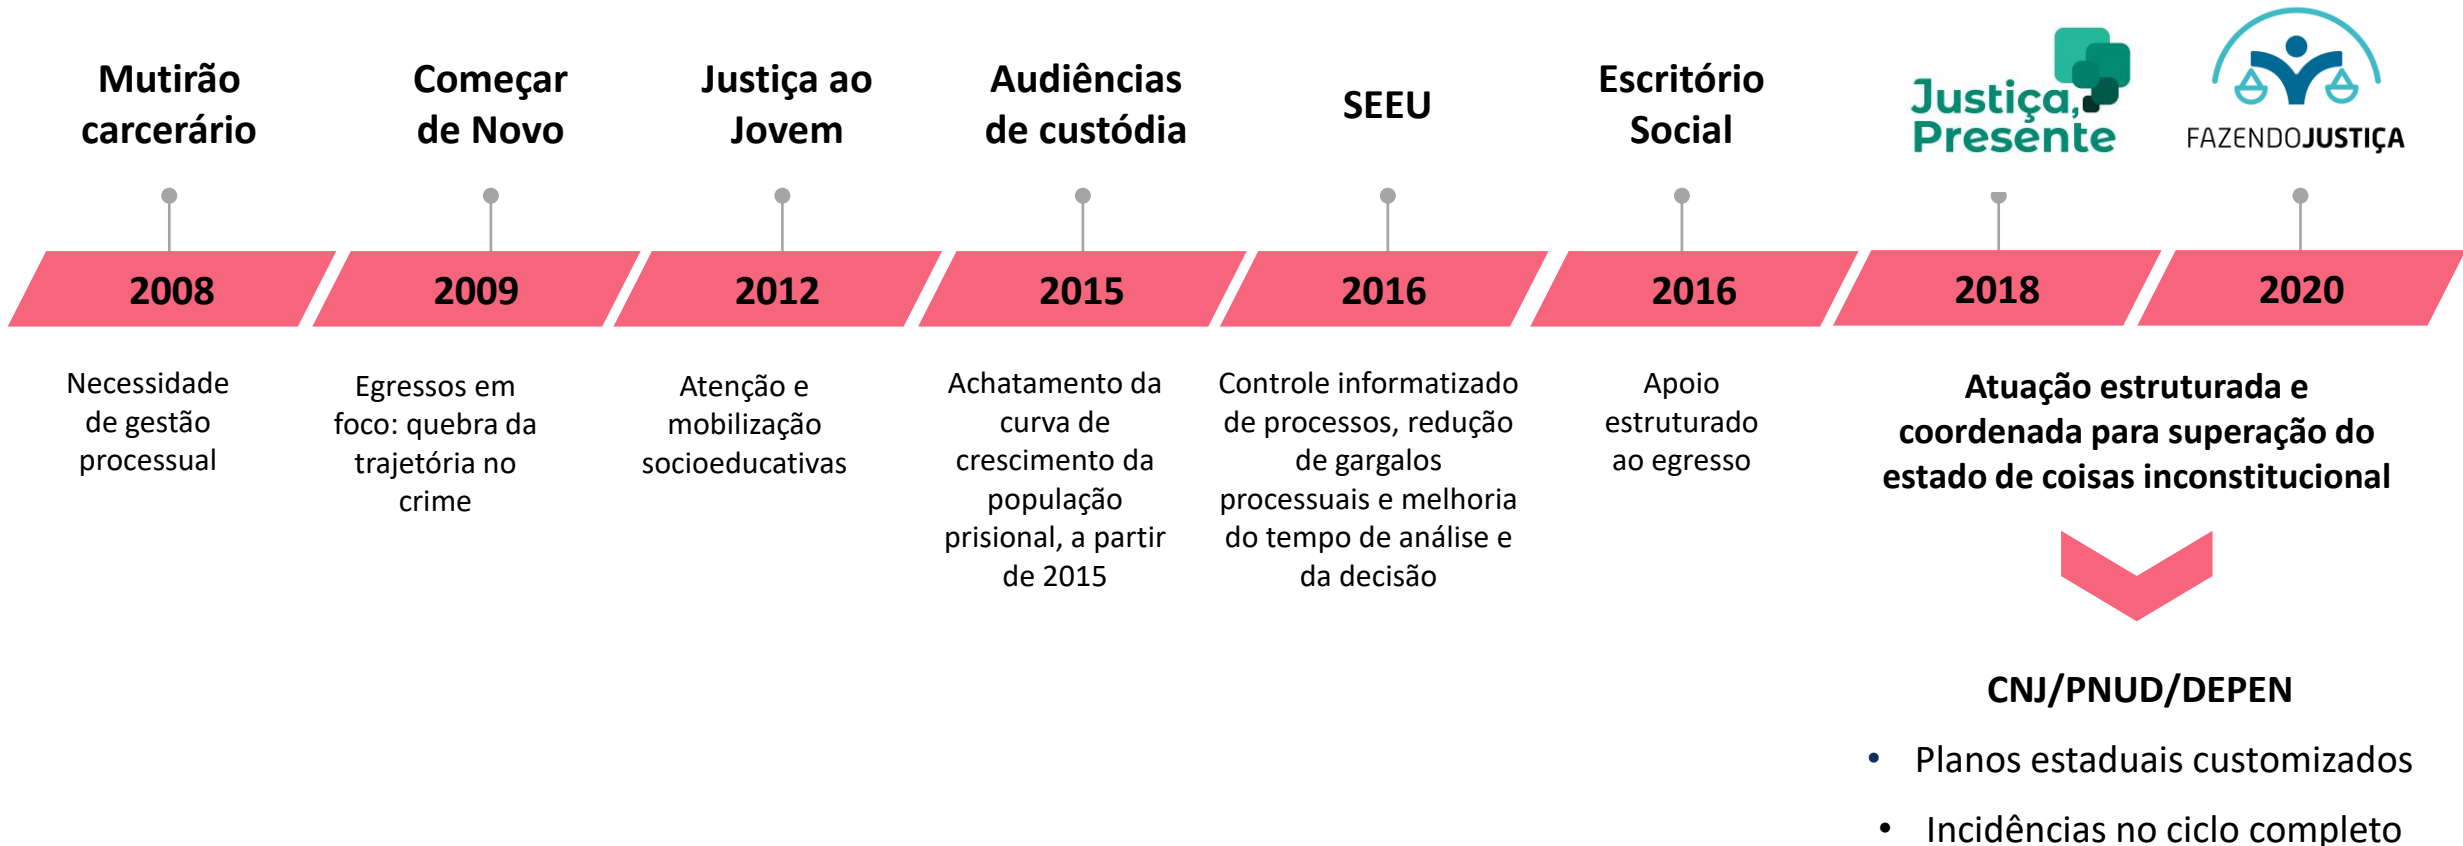 Mutirão
carcerário
Começar
de Novo
Justiça ao
Jovem
Audiências
de custódia
SEEU
Escritório
Social
Justiça,
Presente
FAZENDOJUSTIÇA
2008
2009
2012
2015
2016
2016
2018
2020
Necessidade
de gestão
processual
Egressos em
foco: quebra da
trajetória no
crime
Atenção e
mobilização
socioeducativas
Achatamento da
curva de
crescimento da
população
prisional, a partir
de 2015
Controle informatizado
de processos, redução
de gargalos
processuais e melhoria
do tempo de análise e
da decisão
Apoio
estruturado
ao egresso
Atuação estruturada e
coordenada para superação do
estado de coisas inconstitucional
CNJ/PNUD/DEPEN
• Planos estaduais customizados
• Incidências no ciclo completo